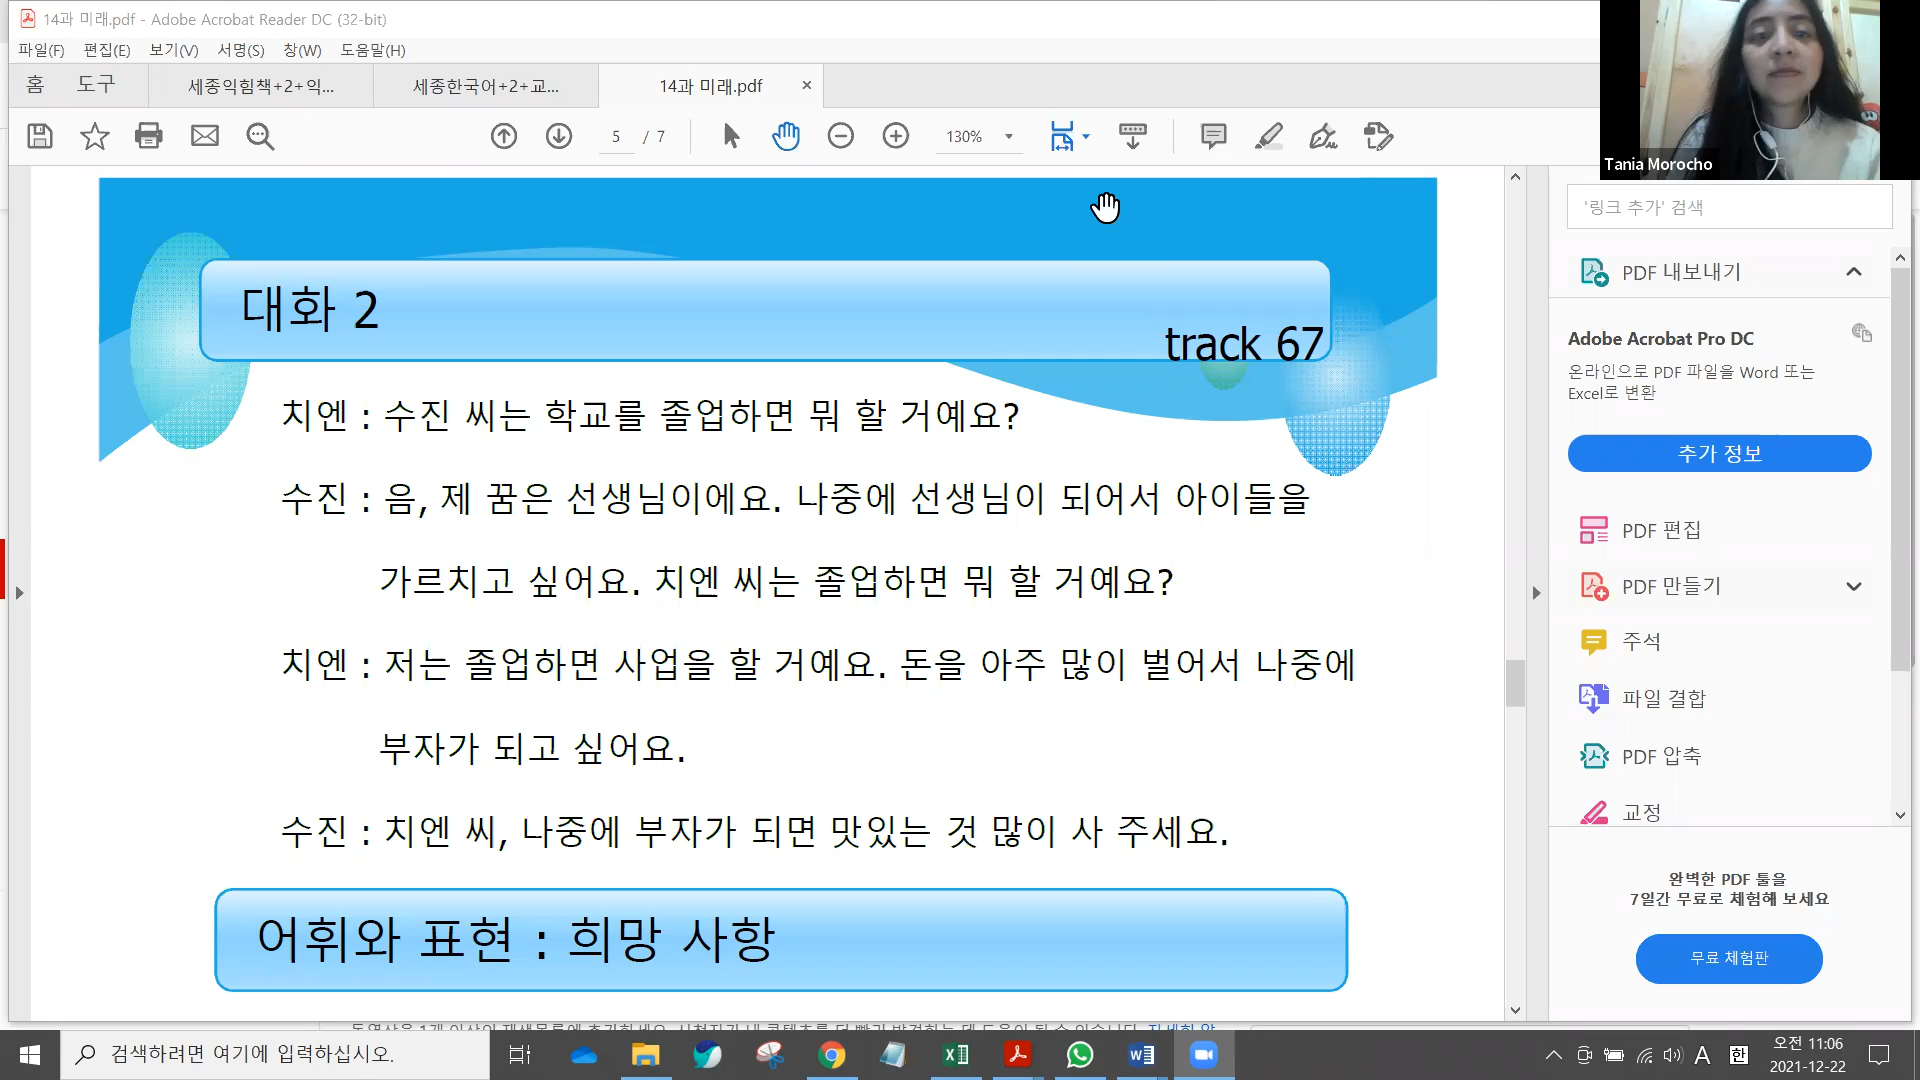 14과 미래.pdf - Adobe Acrobat Reader DC (32-bit)
파일(F) 편집(E) 보기(V) 서명(S) 창(W) 도움말(H)
홈 도구 세종익힘책+2+익... 세종한국어+2+교... 14과 미래.pdf
5 / 7 130%
Tania Morocho
대화 2
track 67
치엔 : 수진 씨는 학교를 졸업하면 뭐 할 거예요?
수진 : 음, 제 꿈은 선생님이에요. 나중에 선생님이 되어서 아이들을
가르치고 싶어요. 치엔 씨는 졸업하면 뭐 할 거예요?
치엔 : 저는 졸업하면 사업을 할 거예요. 돈을 아주 많이 벌어서 나중에
부자가 되고 싶어요.
수진 : 치엔 씨, 나중에 부자가 되면 맛있는 것 많이 사 주세요.
어휘와 표현 : 희망 사항
'링크 추가' 검색
PDF 내보내기
Adobe Acrobat Pro DC
온라인으로 PDF 파일을 Word 또는
Excel로 변환
추가 정보
PDF 편집
PDF 만들기
주석
파일 결합
PDF 압축
교정
완벽한 PDF 툴을
7일간 무료로 체험해 보세요
무료 체험판
검색하려면 여기에 입력하십시오.
A 한
오전 11:06
2021-12-22